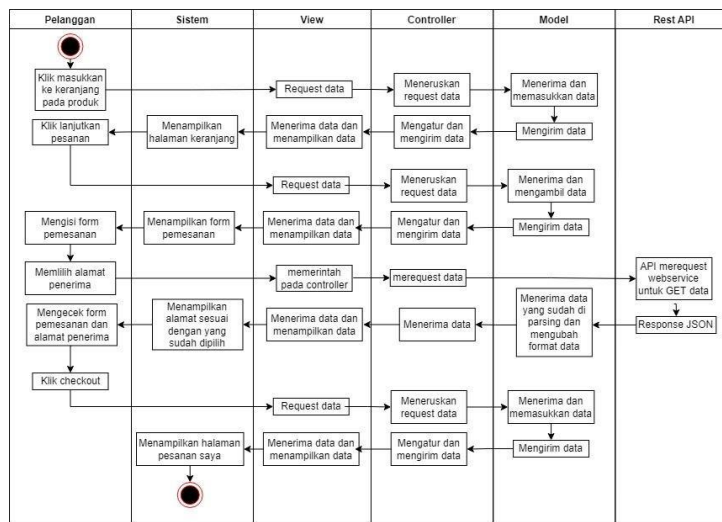 Pelanggan
Sistem
View
Controller
Model
Rest API
Klik masukkan
ke keranjang
pada produk
Request data
Meneruskan
request data
Menerima dan
memasukkan data
Klik lanjutkan
pesanan
Menampilkan
halaman keranjang
Menerima data dan
menampilkan data
Mengatur dan
mengirim data
Mengirim data
Request data
Meneruskan
request data
Menerima dan
mengambil data
Mengisi form
pemesanan
Menampilkan form
pemesanan
Menerima data dan
menampilkan data
Mengatur dan
mengirim data
Mengirim data
Memlilih alamat
penerima
memerintah
pada controller
merequest data
API merequest
webservice
untuk GET data
Mengecek form
pemesanan dan
alamat penerima
Menampilkan
alamat sesuai
dengan yang
sudah dipilih
Menerima data dan
menampilkan data
Menerima data
Menerima data
yang sudah di
parsing dan
mengubah
format data
Response JSON
Klik checkout
Request data
Meneruskan
request data
Menerima dan
memasukkan data
Menampilkan halaman
pesanan saya
Menerima data dan
menampilkan data
Mengatur dan
mengirim data
Mengirim data